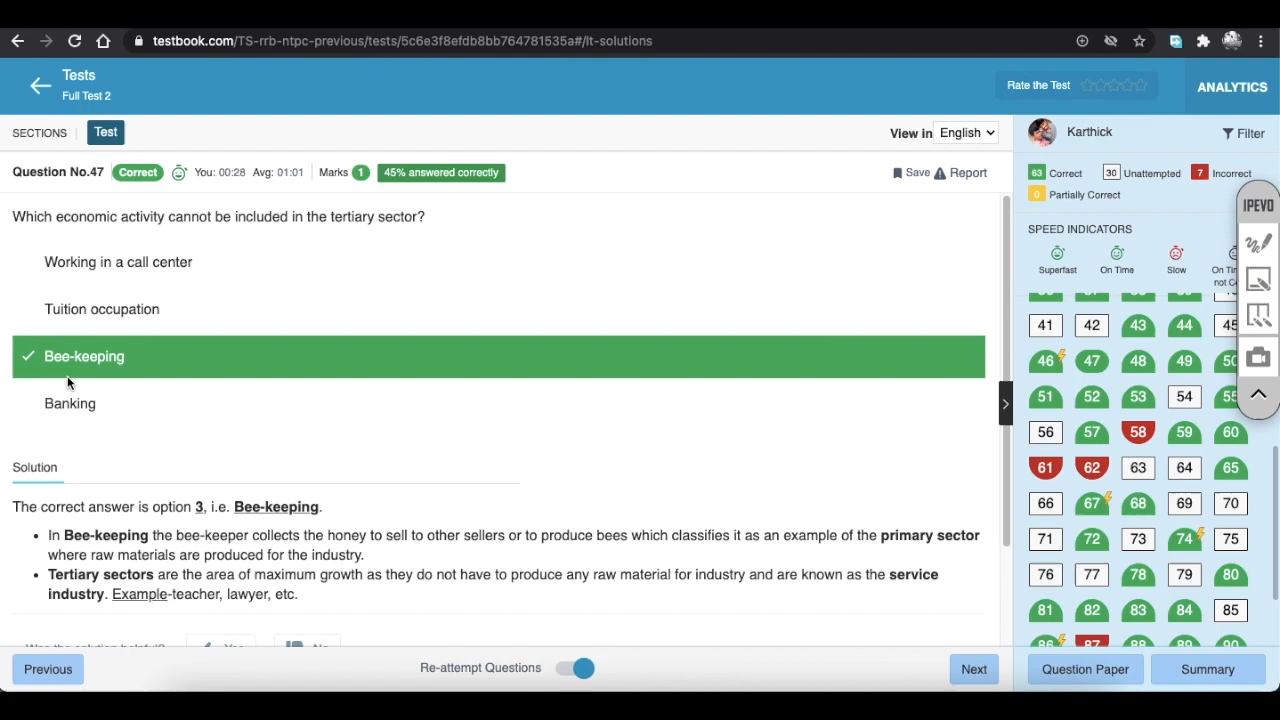 testbook.com/TS-rrb-ntpc-previous/tests/5c6e3f8efdb8bb764781535a#/lt-solutions
Tests
Full Test 2
Rate the Test
ANALYTICS
SECTIONS
Test
View in English
Karthick
Filter
Question No.47 Correct You: 00:28 Avg: 01:01 Marks 1 45% answered correctly
Save Report
63 Correct 30 Unattempted 7 Incorrect
0 Partially Correct
IPEVO
Which economic activity cannot be included in the tertiary sector?
SPEED INDICATORS
Working in a call center
Superfast On Time Slow
Tuition occupation
41 42 43 44 45
Bee-keeping
46 47 48 49 50
Banking
51 52 53 54 55
56 57 58 59 60
Solution
61 62 63 64 65
The correct answer is option 3, i.e. Bee-keeping.
66 67 68 69 70
• In Bee-keeping the bee-keeper collects the honey to sell to other sellers or to produce bees which classifies it as an example of the primary sector
where raw materials are produced for the industry.
71 72 73 74 75
• Tertiary sectors are the area of maximum growth as they do not have to produce any raw material for industry and are known as the service
industry. Example-teacher, lawyer, etc.
76 77 78 79 80
81 82 83 84 85
86 87 88 89 90
Previous
Re-attempt Questions
Next
Question Paper
Summary